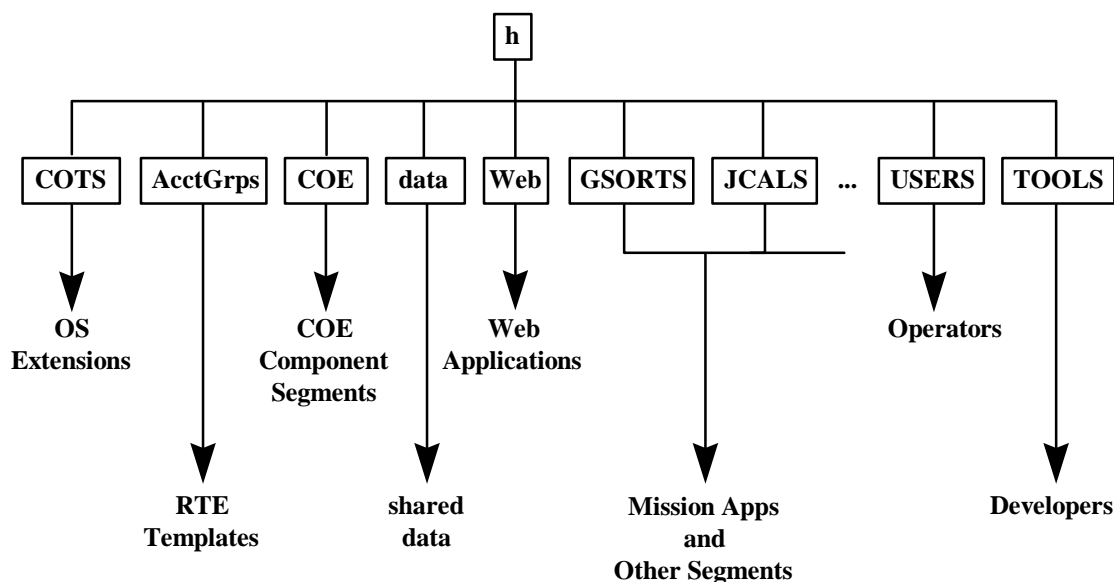 h
COTS
AcctGrps
COE
data
Web
GSORTS
JCALS
...
USERS
TOOLS
OS
Extensions
COE
Component
Segments
Web
Applications
Operators
RTE
Templates
shared
data
Mission Apps
and
Other Segments
Developers